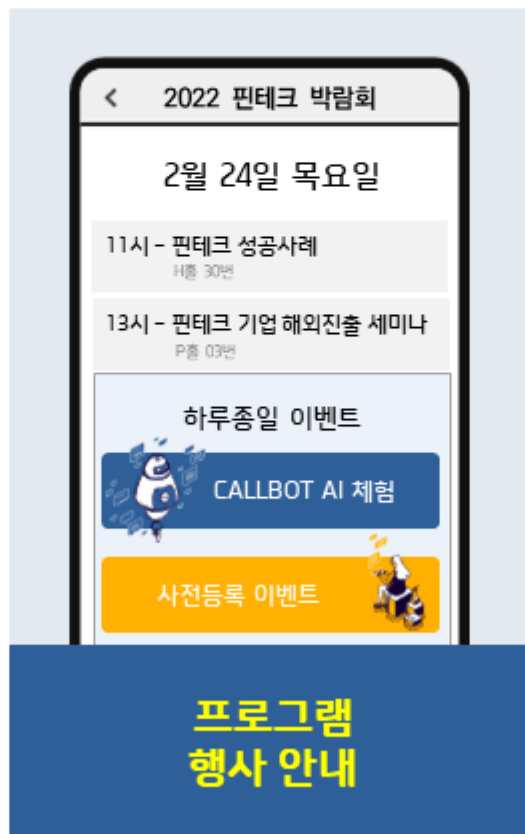 2022 핀테크 박람회
2월 24일 목요일
11시 - 핀테크 성공사례
H홀 30번
13시 - 핀테크 기업 해외진출 세미나
P홀 03번
하루종일 이벤트
CALLBOT AI 체험
사전등록 이벤트
프로그램
행사 안내